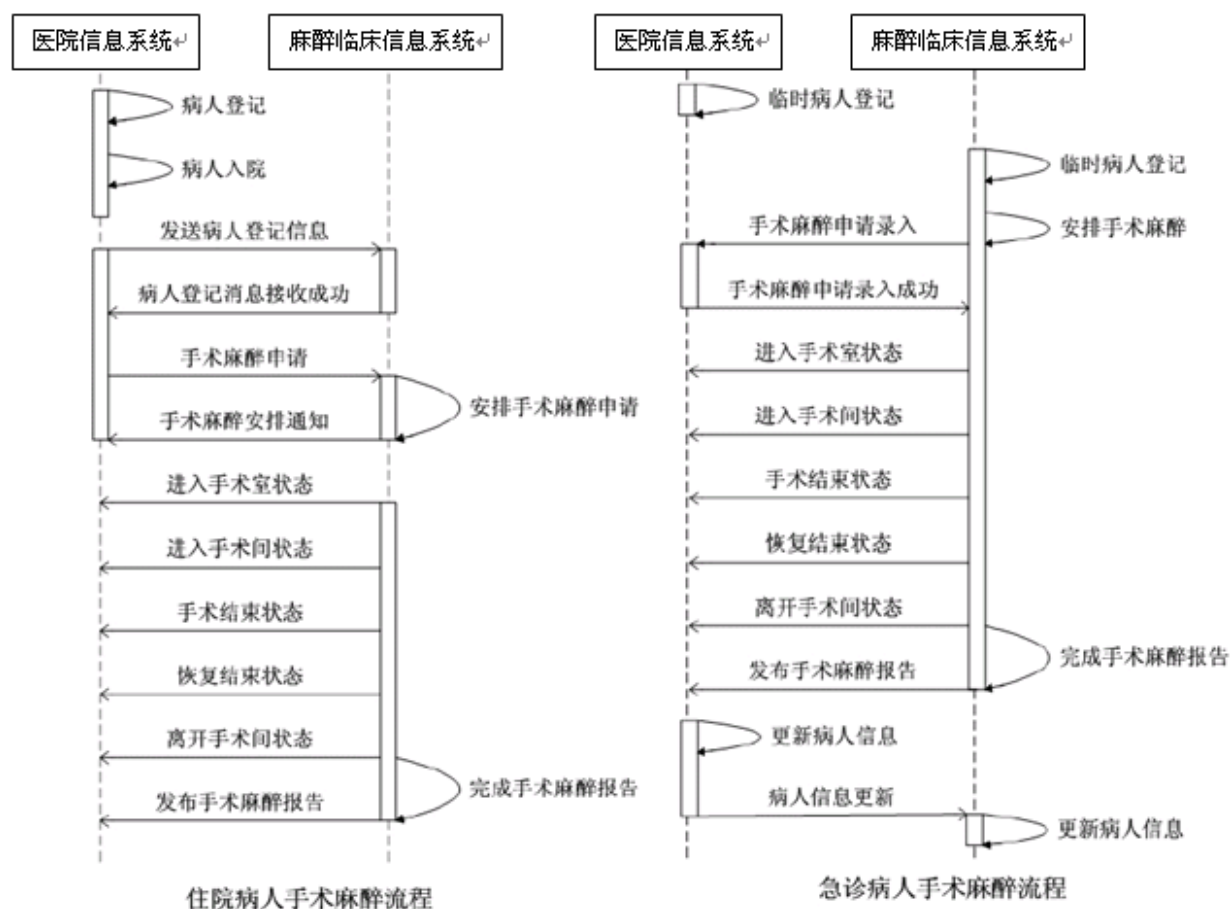 医院信息系统↵
麻醉临床信息系统↵
病人登记
病人入院
发送病人登记信息
病人登记消息接收成功
手术麻醉申请
安排手术麻醉申请
手术麻醉安排通知
进入手术室状态
进入手术间状态
手术结束状态
恢复结束状态
离开手术间状态
完成手术麻醉报告
发布手术麻醉报告
住院病人手术麻醉流程
医院信息系统↵
麻醉临床信息系统↵
临时病人登记
临时病人登记
安排手术麻醉
手术麻醉申请录入
手术麻醉申请录入成功
进入手术室状态
进入手术间状态
手术结束状态
恢复结束状态
离开手术间状态
完成手术麻醉报告
发布手术麻醉报告
更新病人信息
病人信息更新
更新病人信息
急诊病人手术麻醉流程